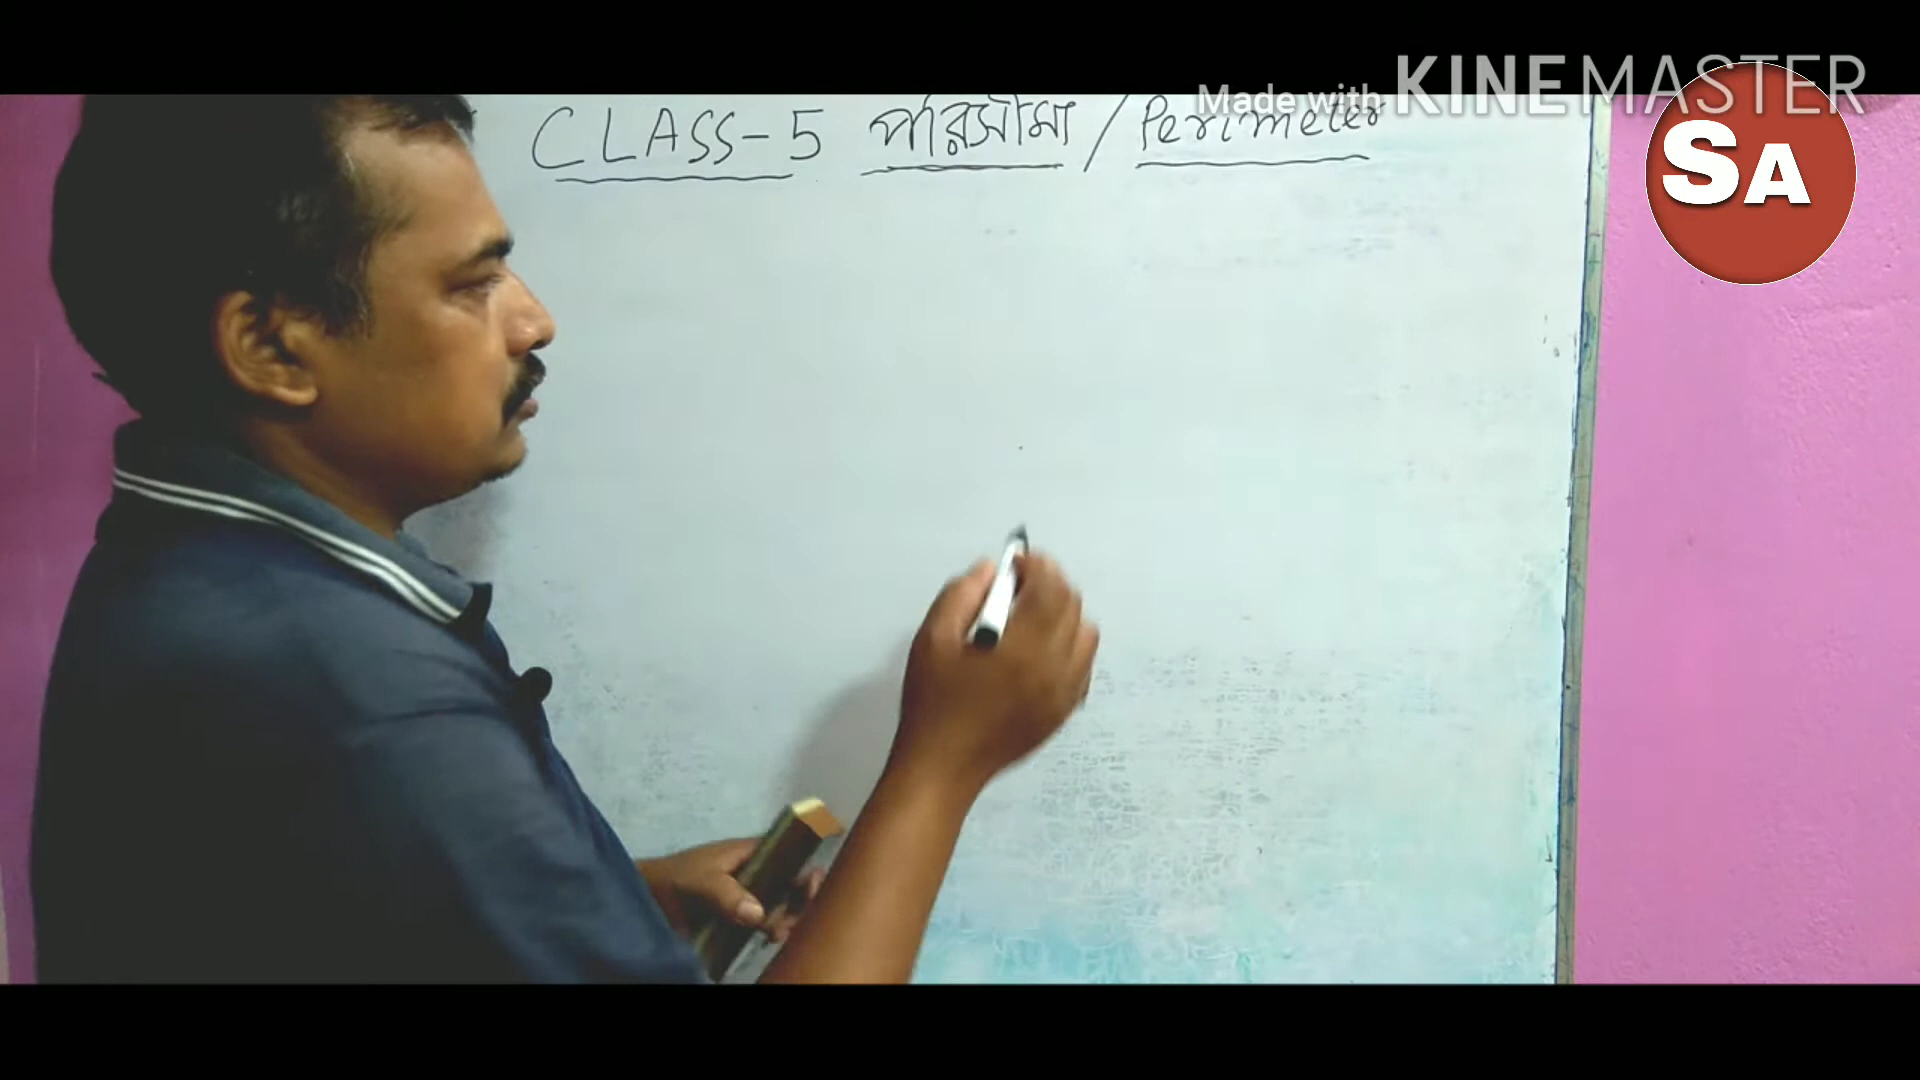 Made with KINEMASTER
SA
CLASS-5 পরিসীমা / Perimeter